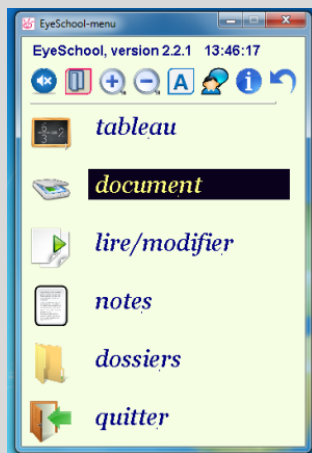 EyeSchool-menu
EyeSchool, version 2.2.1 13:46:17
A
tableau
document
lire/modifier
notes
dossiers
quitter